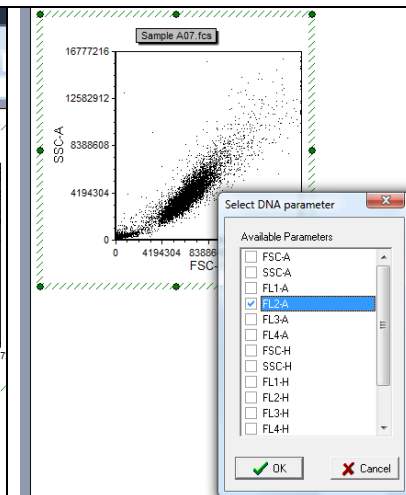 Sample A07.fcs
16777216
12582912
8388608
4194304
0
SSC-A
0 4194304 83886
FSC-
7
Select DNA parameter
Available Parameters
FSC-A
SSC-A
FL1-A
FL2-A
FL3-A
FL4-A
FSC-H
SSC-H
FL1-H
FL2-H
FL3-H
FL4-H
OK Cancel